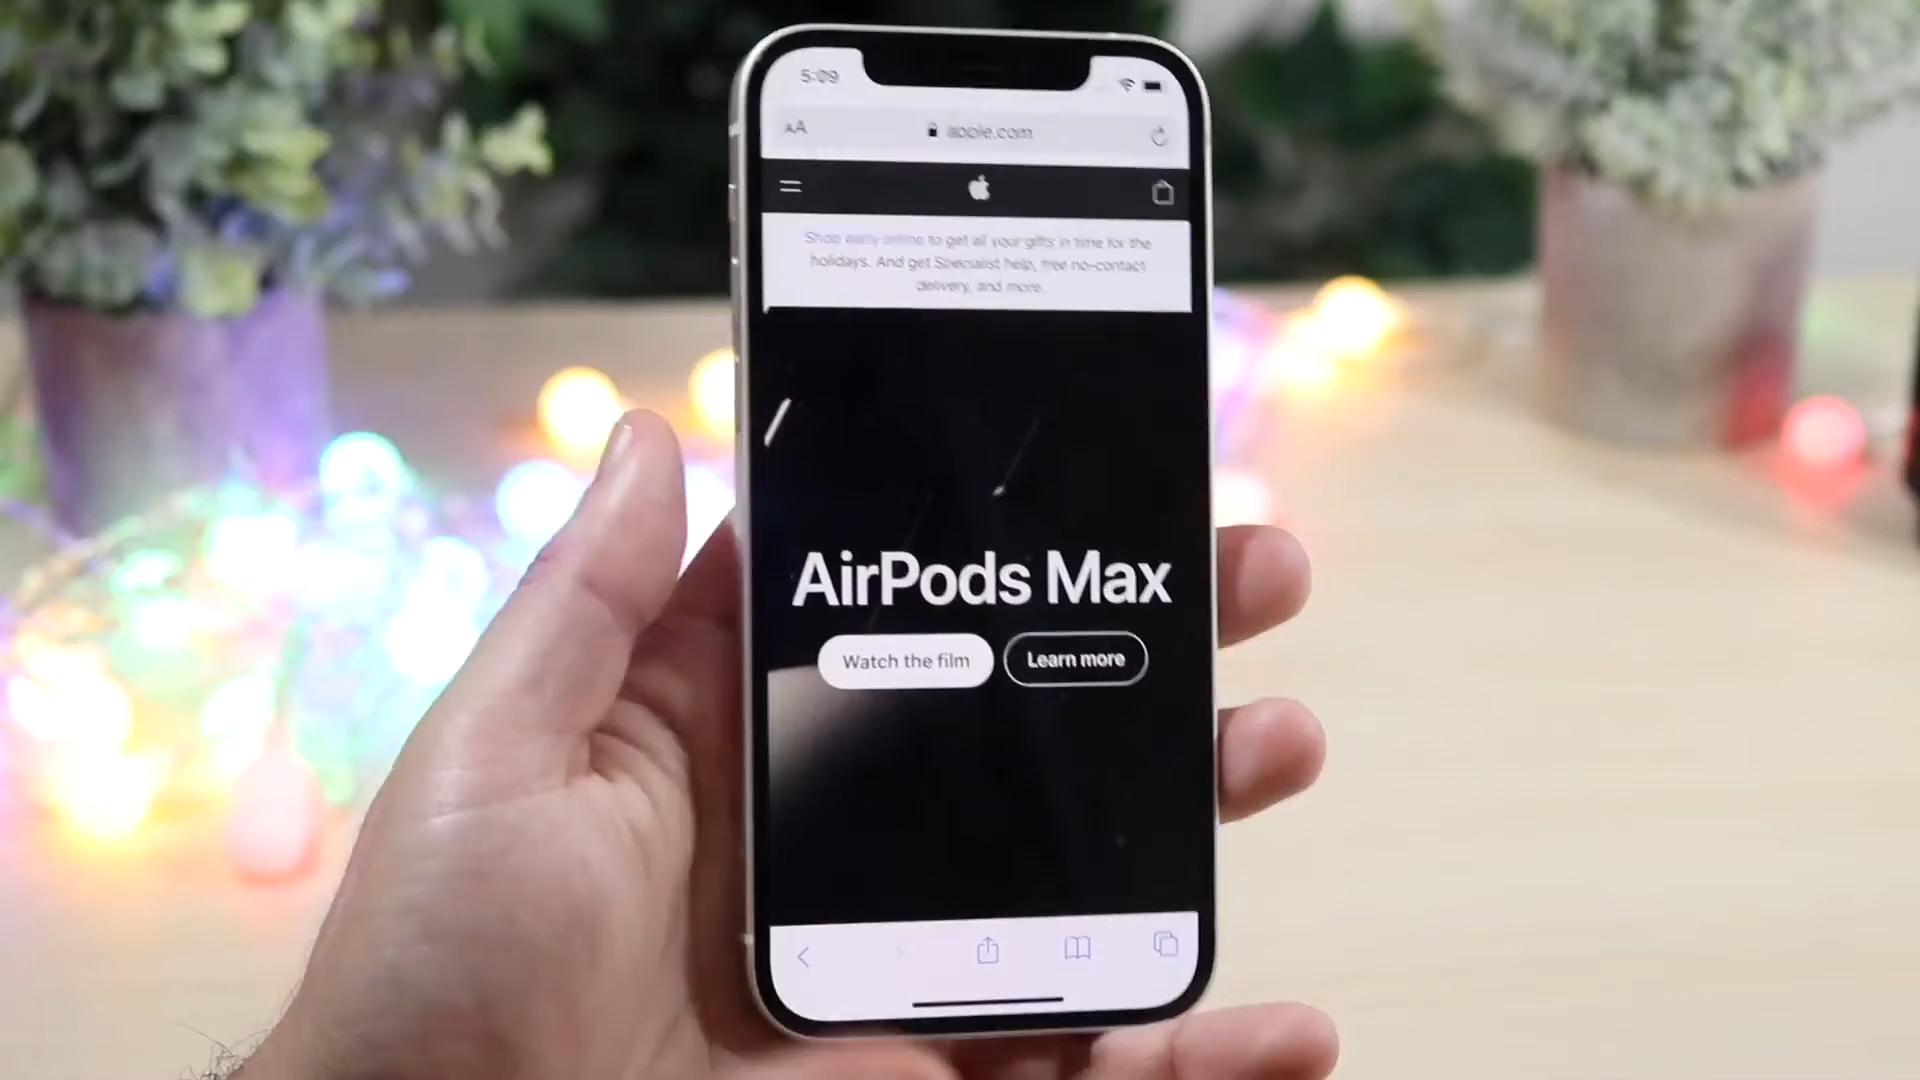 5:09
AA apple.com
Shop early online to get all your gifts in time for the
holidays. And get Specialist help, free no-contact
delivery, and more.
AirPods Max
Watch the film Learn more